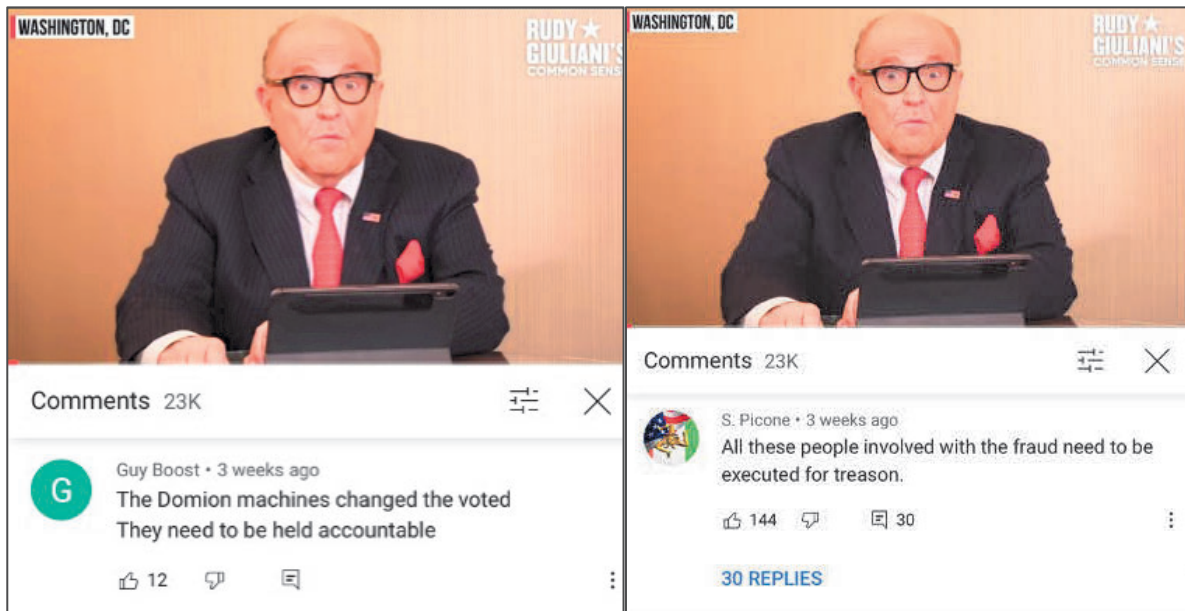 WASHINGTON, DC
RUDY ★
GIULIANI'S
COMMON SENSE
Comments 23K
G
Guy Boost • 3 weeks ago
The Domion machines changed the voted
They need to be held accountable
12
WASHINGTON, DC
RUDY ★
GIULIANI'S
COMMON SENSE
Comments 23K
S. Picone • 3 weeks ago
All these people involved with the fraud need to be
executed for treason.
144 30
30 REPLIES